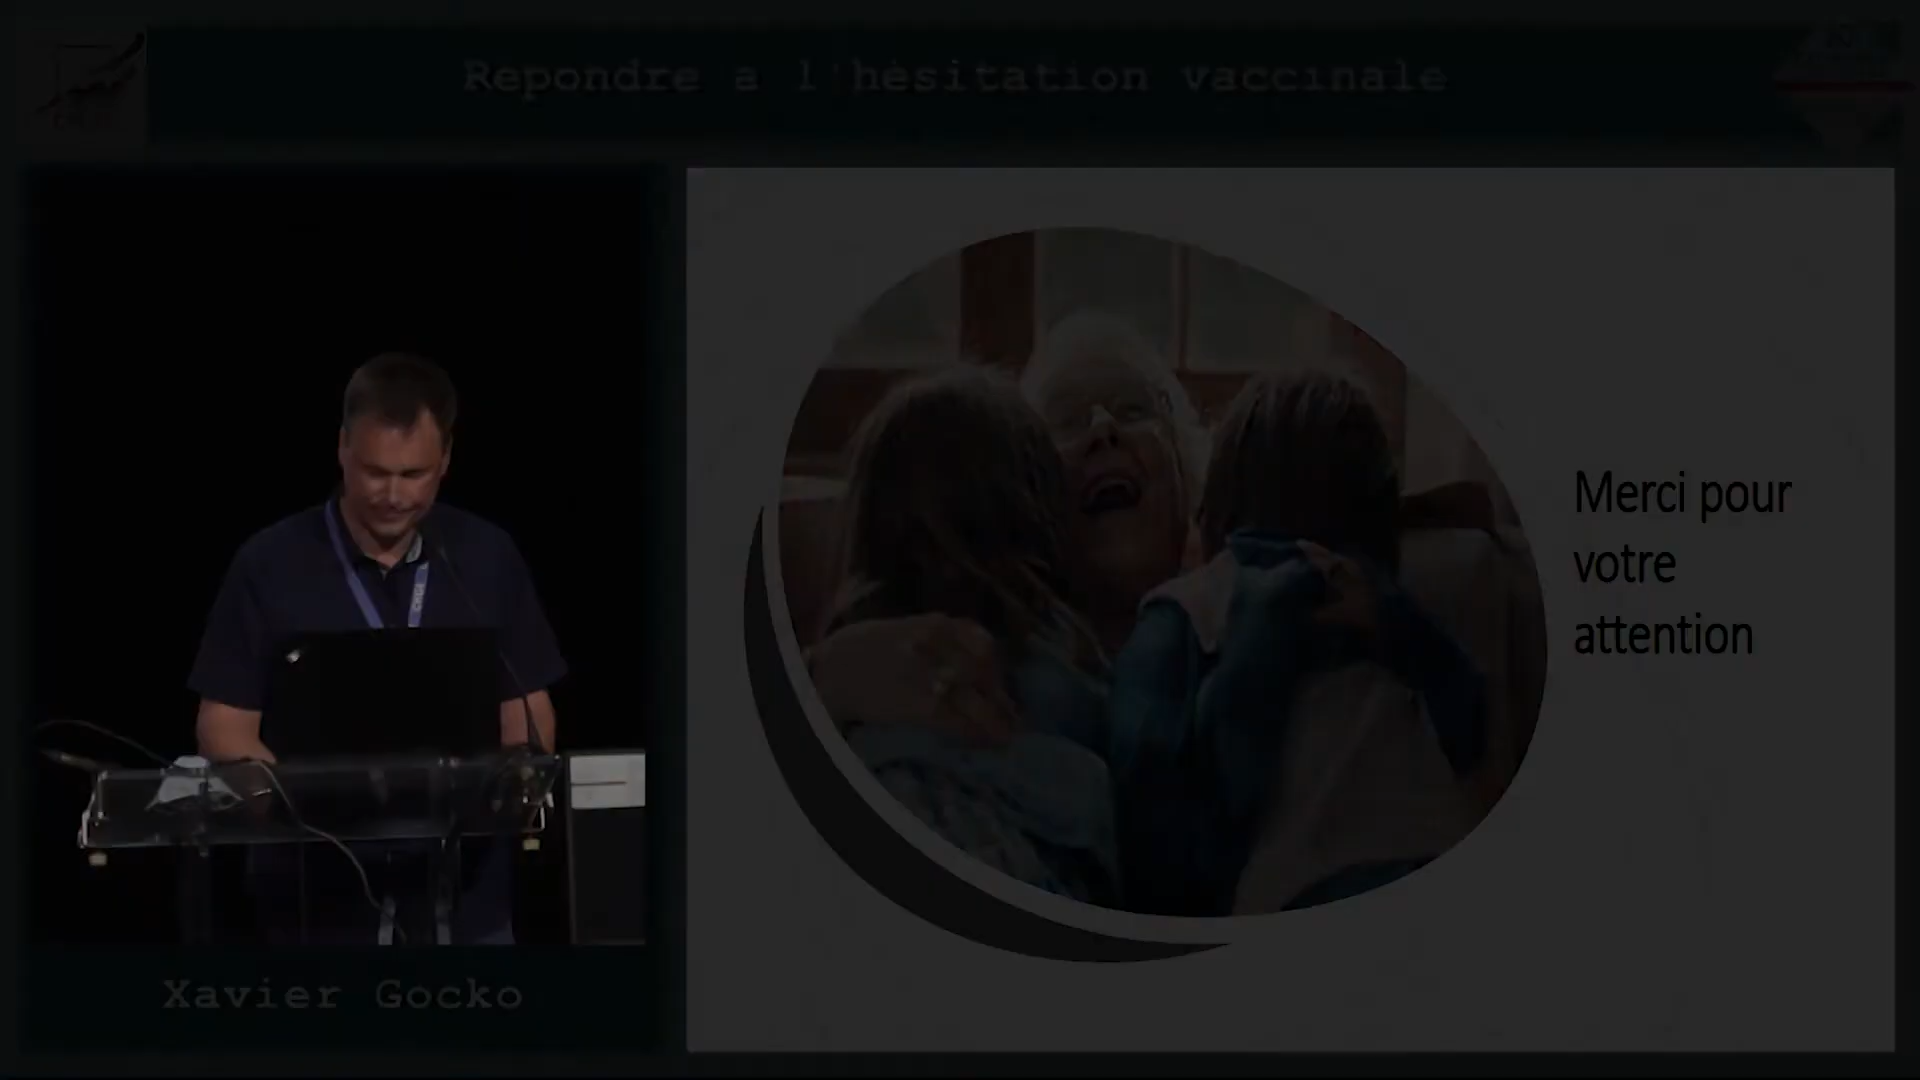 Repondre a l'hésitation vaccinale
Merci pour
votre
attention
Xavier Gocko